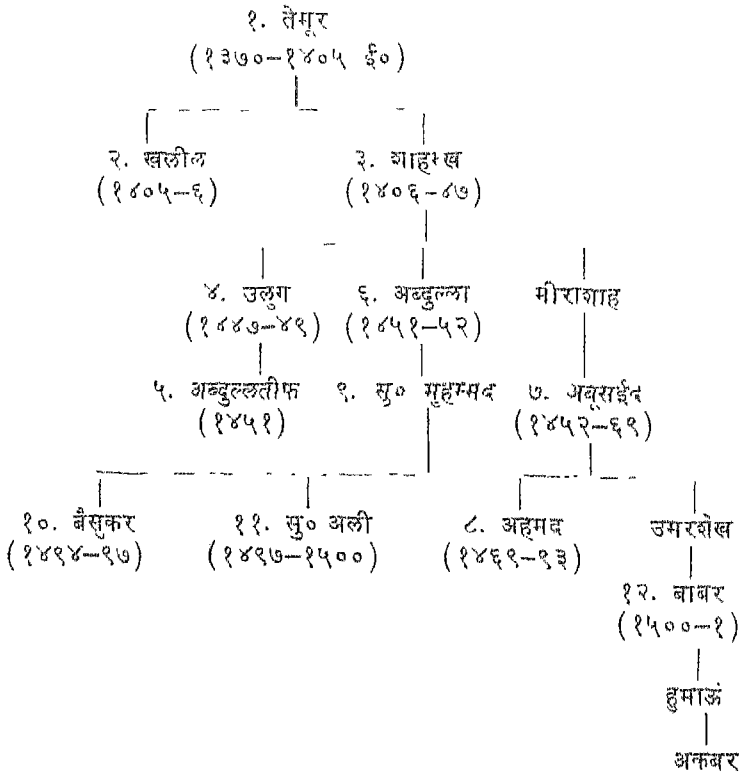 १. तैमूर
(१३७०–१४०५ ई०)
२. खलील ३. शाहरुख
(१४०५–६) (१४०६-४७)
४. उलुग ६. अब्दुल्ला मीराशाह
(१४४७–४९) (१४५१–५२)
५. अब्दुल्लतीफ ९. सु० मुहम्मद ७. अबूसईद
(१४५१) (१४५२–६९)
१०. बैसुकर ११. सु० अली ८. अहमद उमरशेख
(१४९४–९७) (१४९७–१५००) (१४६९–९३)
१२. बाबर
(१५००–१)
हुमाऊं
अकबर